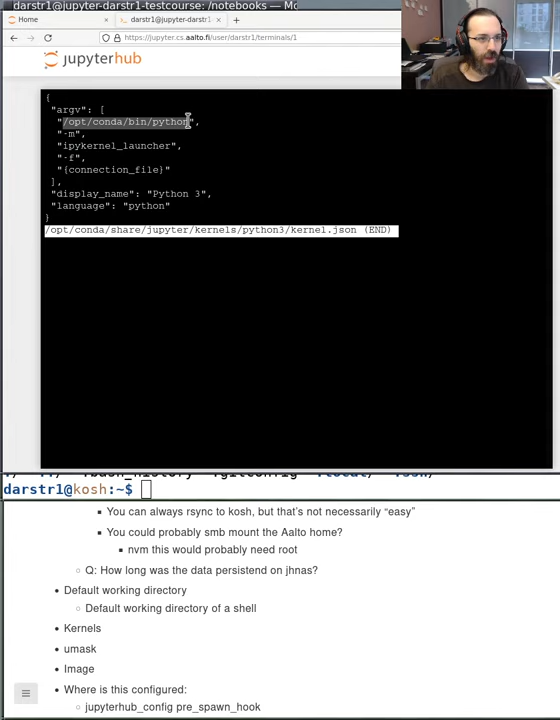 darstr1@jupyter-darstr1-testcourse: /notebooks — Mo
Home × darstr1@jupyter-darstr1- × +
https://jupyter.cs.aalto.fi/user/darstr1/terminals/1
jupyterhub
{
"argv": [
"/opt/conda/bin/python",
"-m",
"ipykernel_launcher",
"-f",
"{connection_file}"
],
"display_name": "Python 3",
"language": "python"
}
/opt/conda/share/jupyter/kernels/python3/kernel.json (END)
darstr1@kosh:~$
You can always rsync to kosh, but that's not necessarily “easy”
You could probably smb mount the Aalto home?
nvm this would probably need root
Q: How long was the data persistend on jhnas?
Default working directory
Default working directory of a shell
Kernels
umask
Image
Where is this configured:
jupyterhub_config pre_spawn_hook